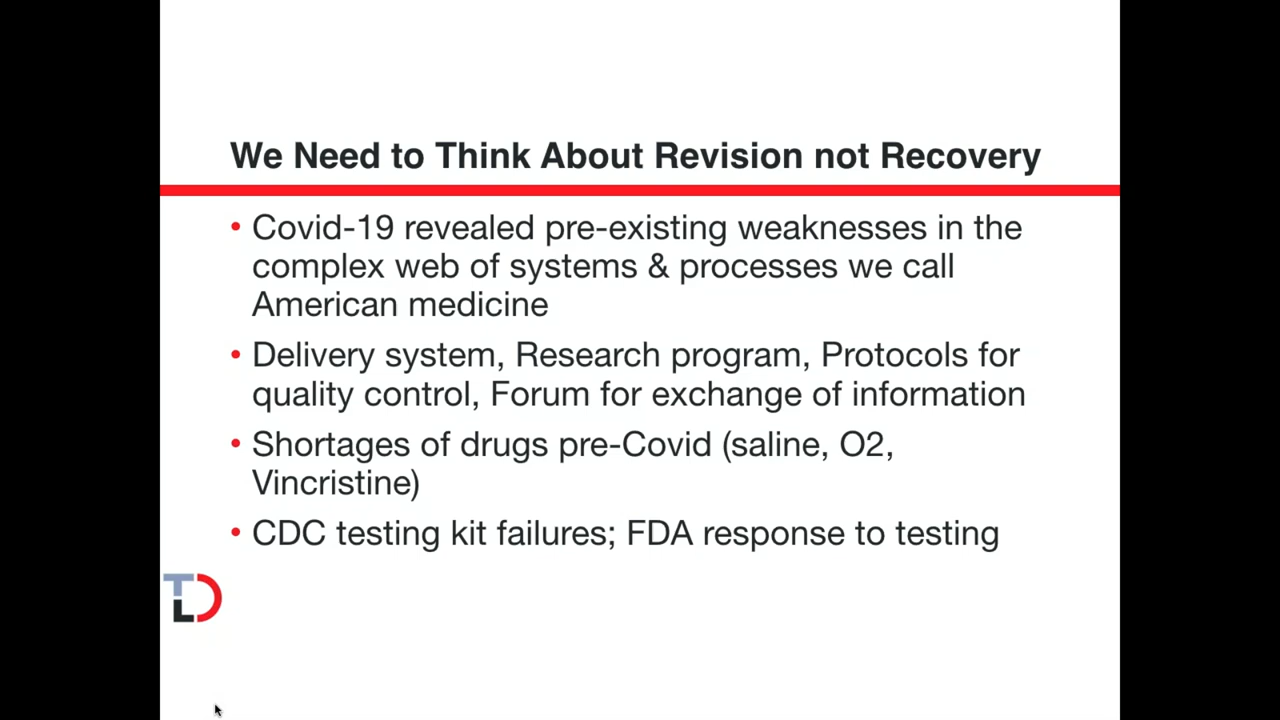 We Need to Think About Revision not Recovery
• Covid-19 revealed pre-existing weaknesses in the
complex web of systems & processes we call
American medicine
• Delivery system, Research program, Protocols for
quality control, Forum for exchange of information
• Shortages of drugs pre-Covid (saline, O2,
Vincristine)
• CDC testing kit failures; FDA response to testing
TLD